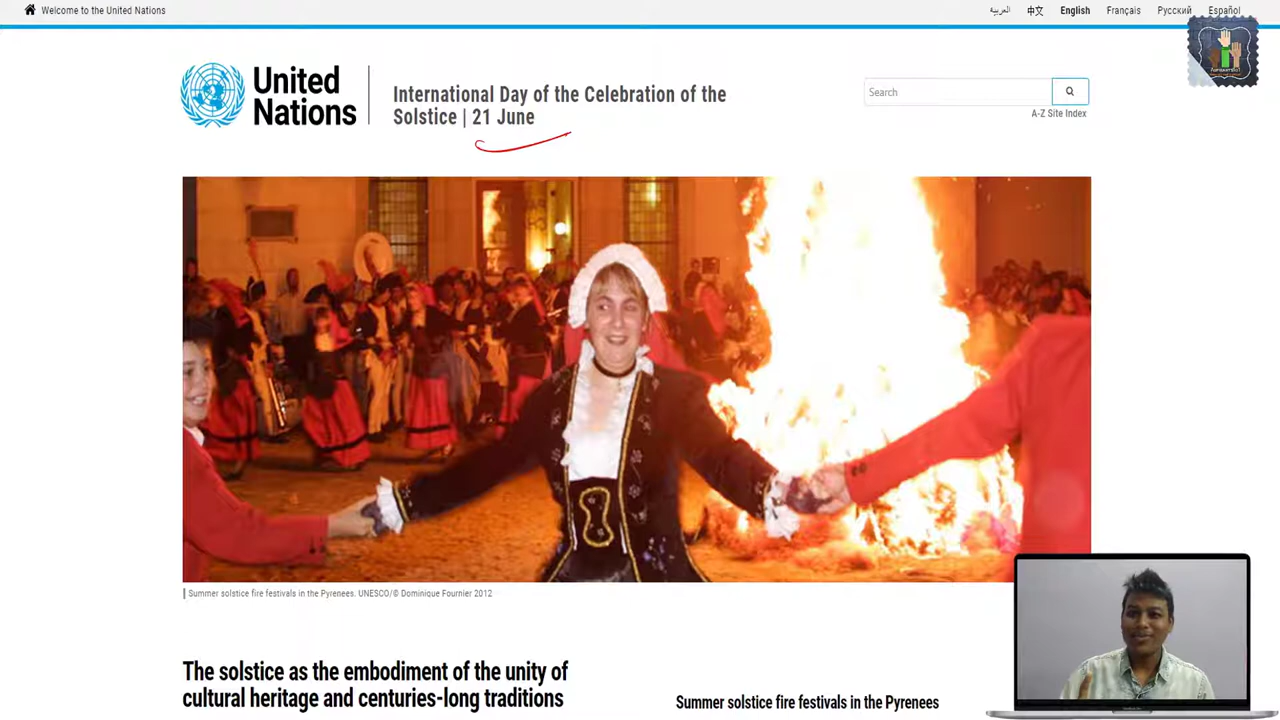 Welcome to the United Nations
العربية
中文
English
Français
Русский
Español
United
Nations
International Day of the Celebration of the
Solstice | 21 June
Search
A-Z Site Index
Summer solstice fire festivals in the Pyrenees. UNESCO/© Dominique Fournier 2012
The solstice as the embodiment of the unity of
cultural heritage and centuries-long traditions
Summer solstice fire festivals in the Pyrenees